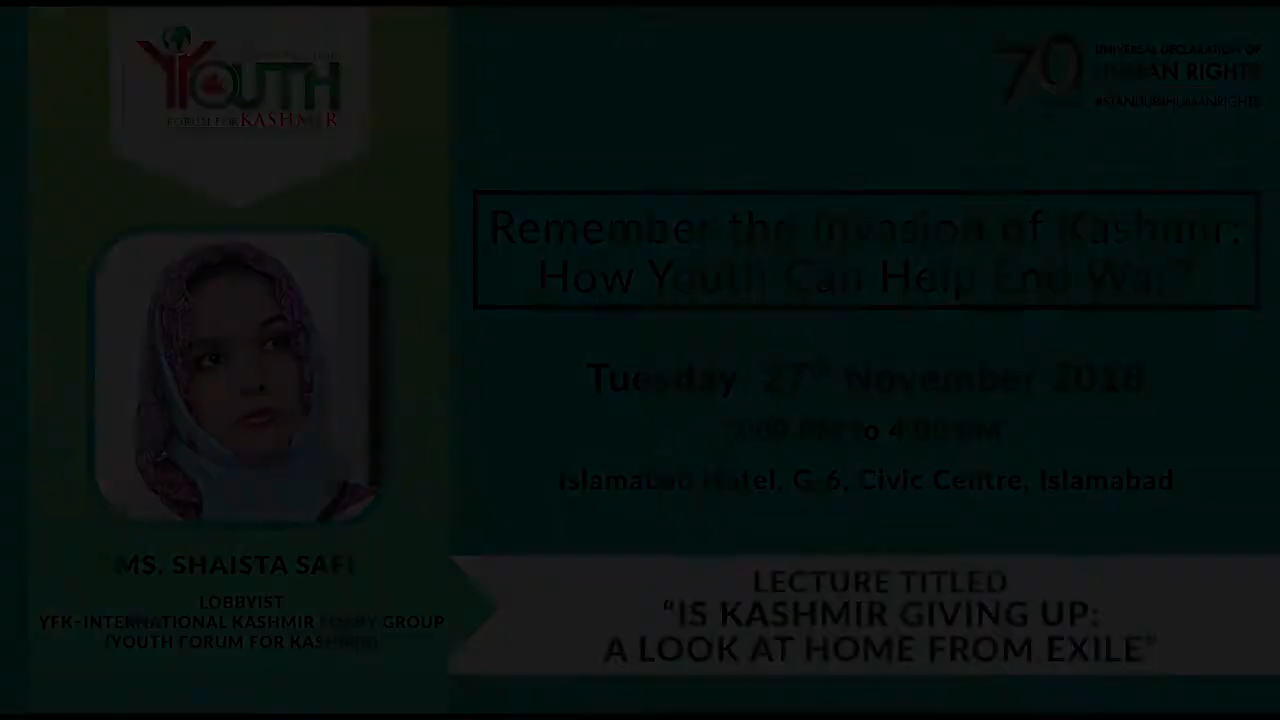 YOUTH
FORUM FOR KASHMIR
70
UNIVERSAL DECLARATION OF
HUMAN RIGHTS
#STANDUP4HUMANRIGHTS
Remember the Invasion of Kashmir:
How Youth Can Help End War?
Tuesday 27th November 2018
to 4:00 PM
Islamabad Hotel, G-6, Civic Centre, Islamabad
MS. SHAISTA SAFI
LOBBYIST
YFK-INTERNATIONAL KASHMIR LOBBY GROUP
(YOUTH FORUM FOR KASHMIR)
LECTURE TITLED
“IS KASHMIR GIVING UP:
A LOOK AT HOME FROM EXILE”